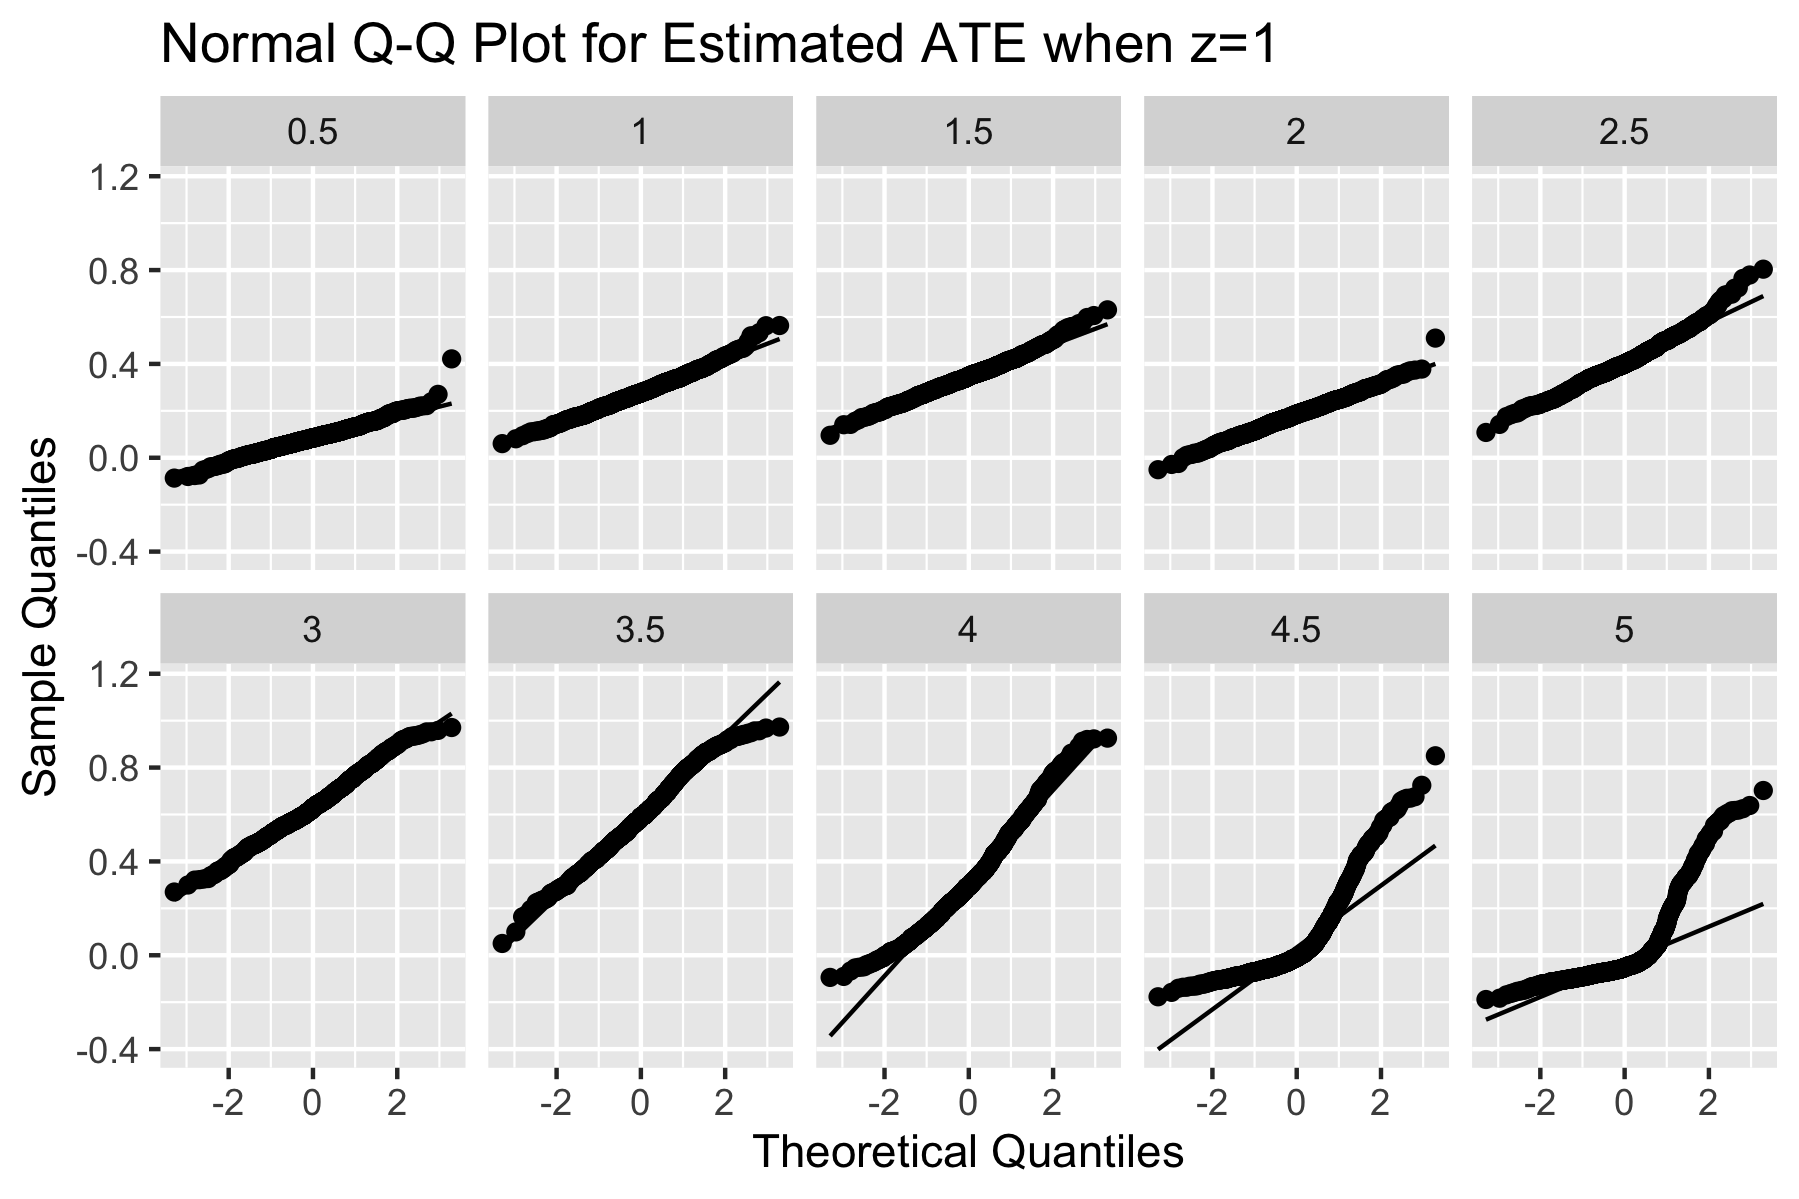 Normal Q-Q Plot for Estimated ATE when z=1
0.5 1 1.5 2 2.5
1.2
0.8
0.4
0.0
-0.4
3 3.5 4 4.5 5
1.2
0.8
0.4
0.0
-0.4
-2 0 2 -2 0 2 -2 0 2 -2 0 2 -2 0 2
Sample Quantiles
Theoretical Quantiles